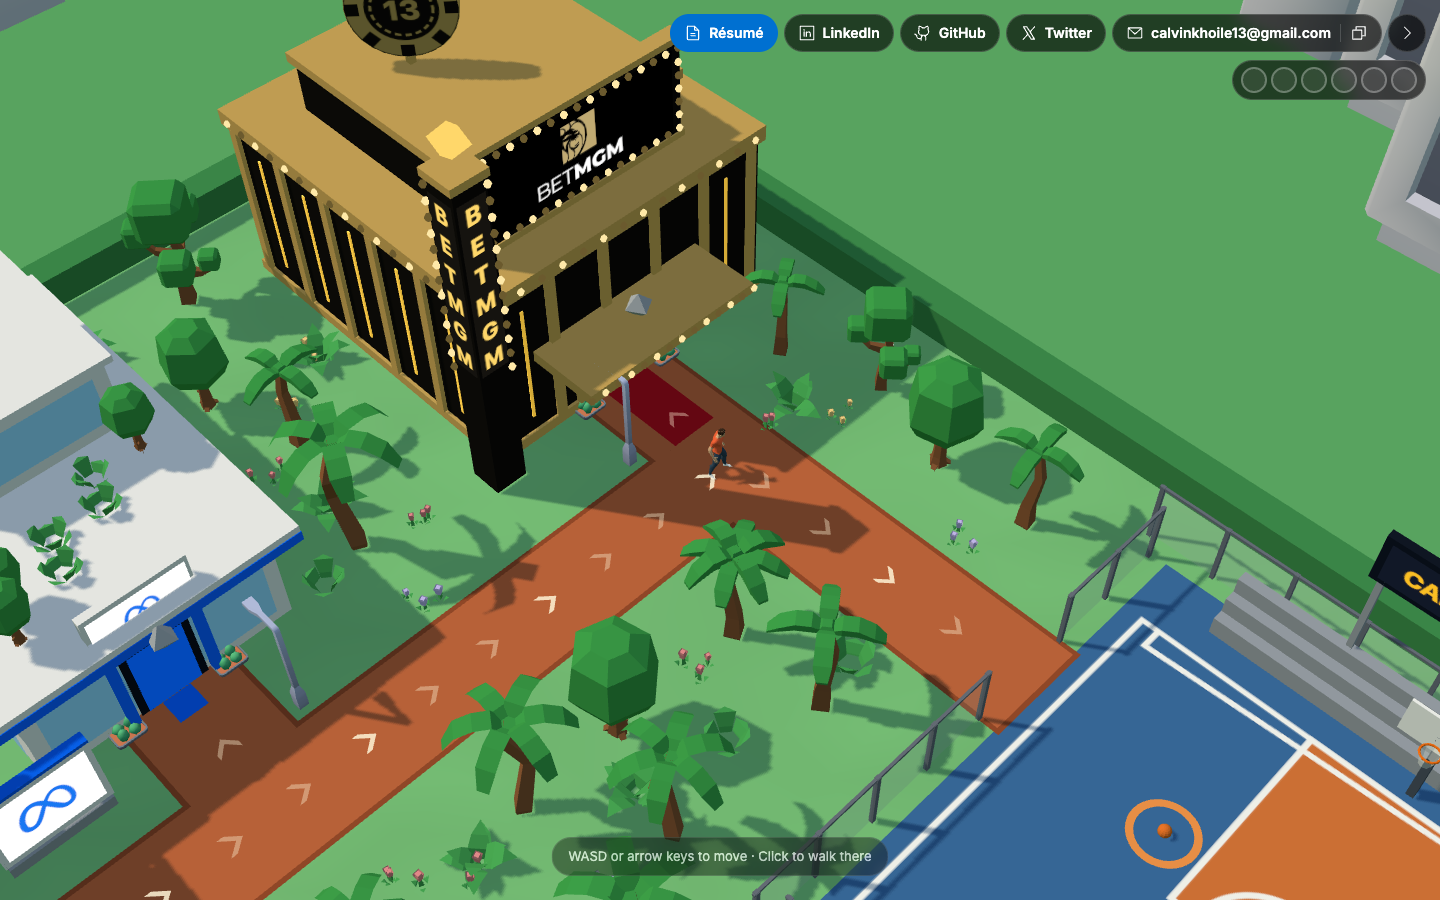 13
Résumé
LinkedIn
GitHub
Twitter
calvinkhoile13@gmail.com
BETMGM
BETMGM
BETMGM
CA
WASD or arrow keys to move · Click to walk there